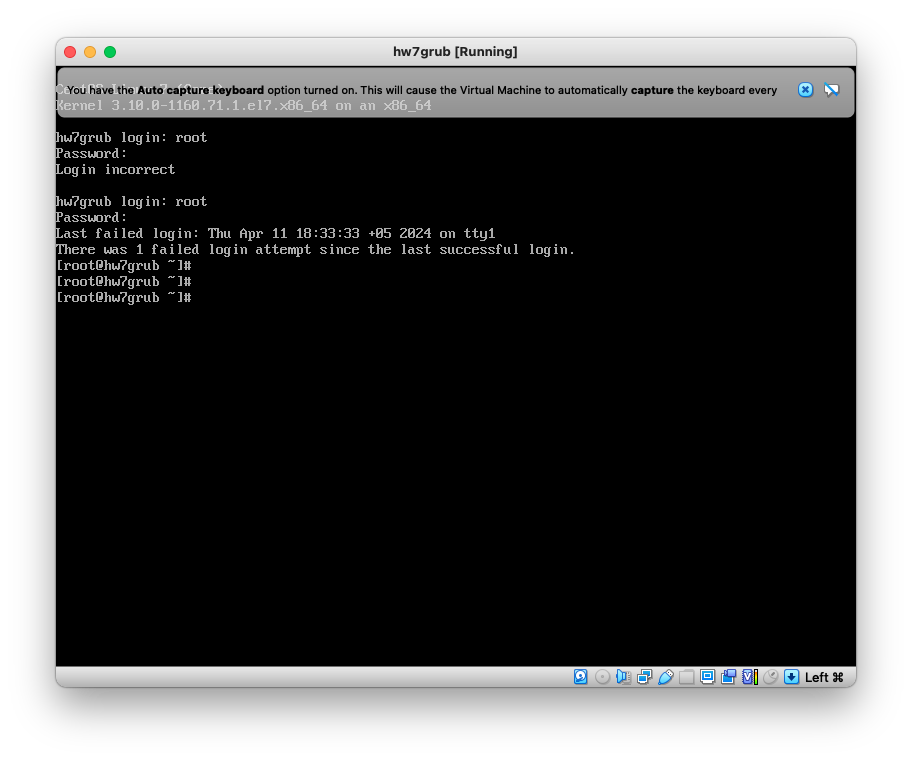 hw7grub [Running]
You have the Auto capture keyboard option turned on. This will cause the Virtual Machine to automatically capture the keyboard every
Kernel 3.10.0-1160.71.1.el7.x86_64 on an x86_64
hw7grub login: root
Password:
Login incorrect
hw7grub login: root
Password:
Last failed login: Thu Apr 11 18:33:33 +05 2024 on tty1
There was 1 failed login attempt since the last successful login.
[root@hw7grub ~]#
[root@hw7grub ~]#
[root@hw7grub ~]#
Left ⌘